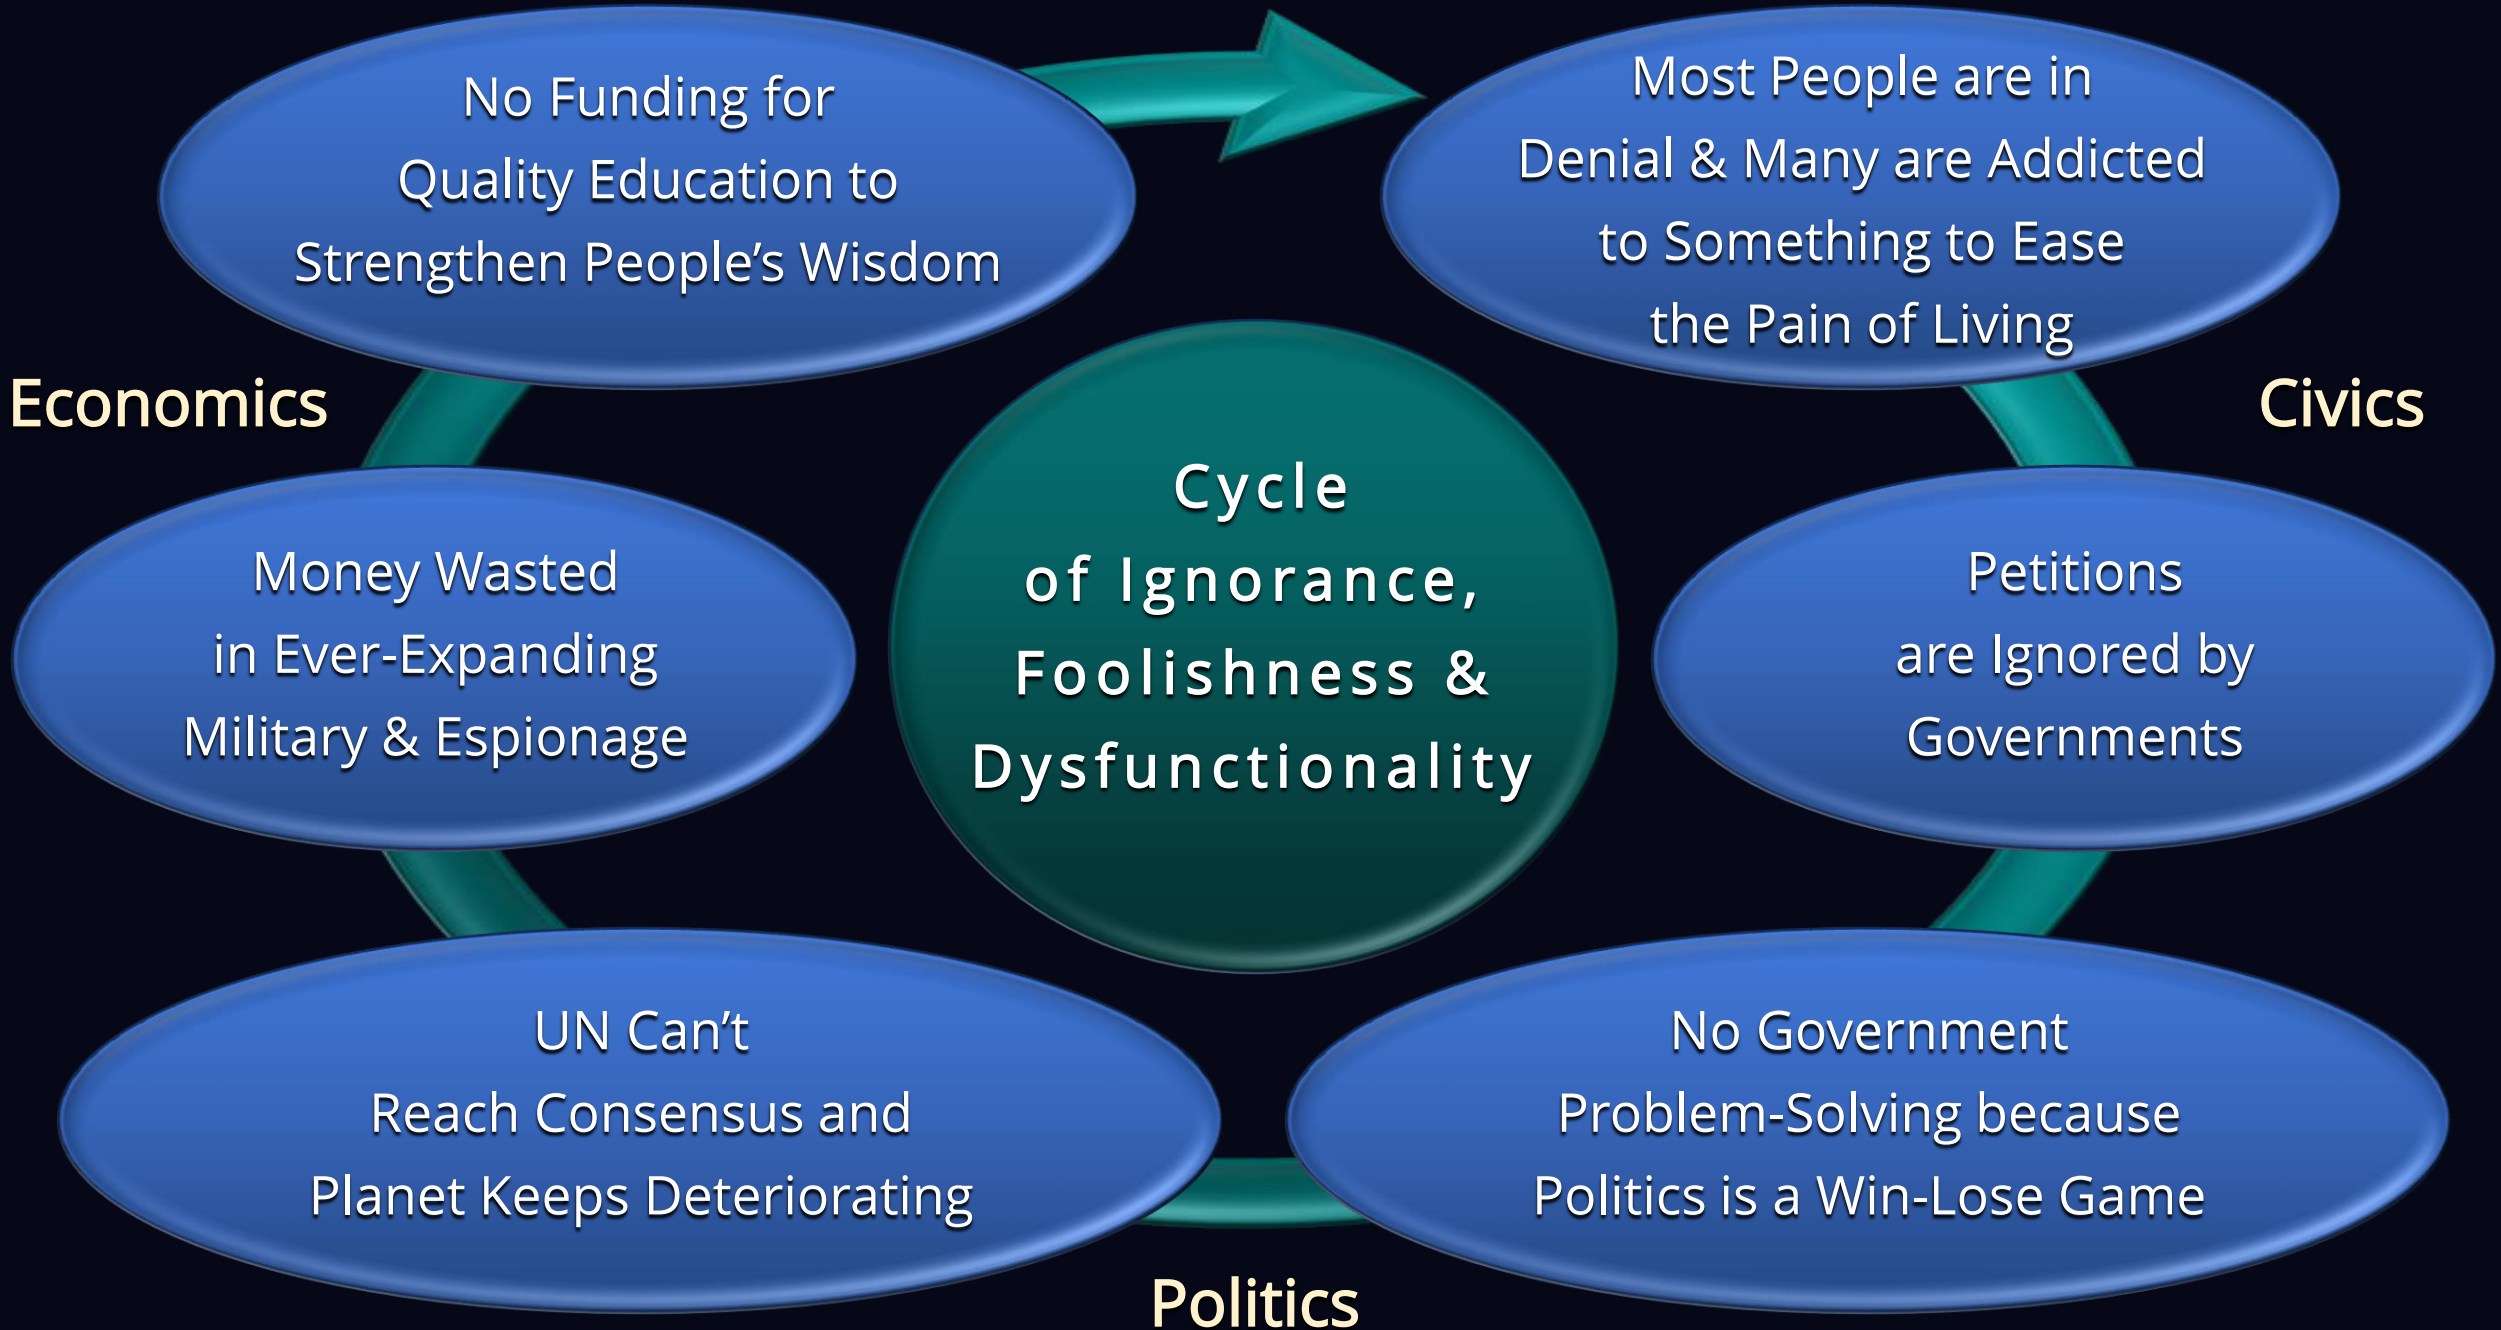 No Funding for
Quality Education to
Strengthen People’s Wisdom
Most People are in
Denial & Many are Addicted
to Something to Ease
the Pain of Living
Economics
Civics
Money Wasted
in Ever-Expanding
Military & Espionage
Cycle
of Ignorance,
Foolishness &
Dysfunctionality
Petitions
are Ignored by
Governments
UN Can’t
Reach Consensus and
Planet Keeps Deteriorating
No Government
Problem-Solving because
Politics is a Win-Lose Game
Politics